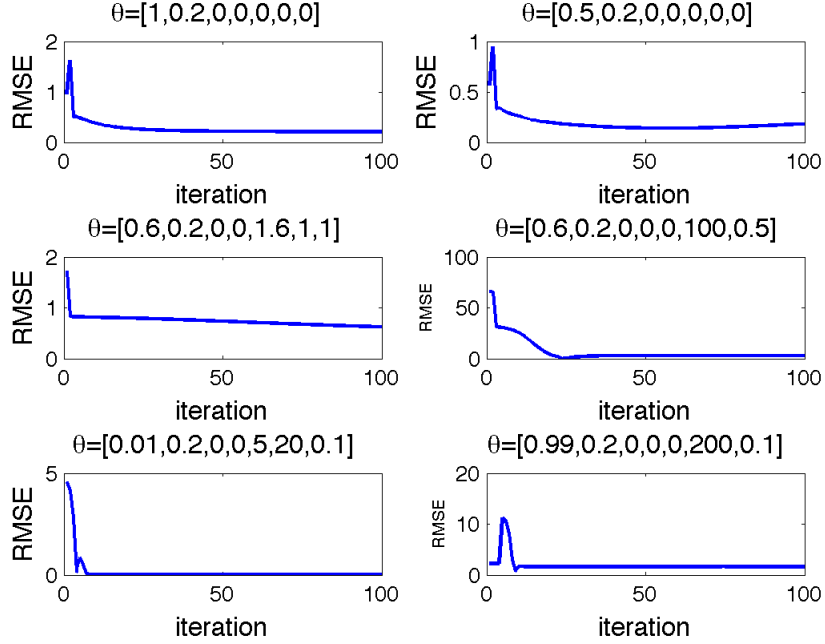 θ=[1,0.2,0,0,0,0,0]
RMSE
2
1
0
0
50
100
iteration
θ=[0.5,0.2,0,0,0,0,0]
RMSE
1
0.5
0
0
50
100
iteration
θ=[0.6,0.2,0,0,1.6,1,1]
RMSE
2
1
0
0
50
100
iteration
θ=[0.6,0.2,0,0,0,100,0.5]
RMSE
100
50
0
0
50
100
iteration
θ=[0.01,0.2,0,0,5,20,0.1]
RMSE
5
0
0
50
100
iteration
θ=[0.99,0.2,0,0,0,200,0.1]
RMSE
20
10
0
0
50
100
iteration